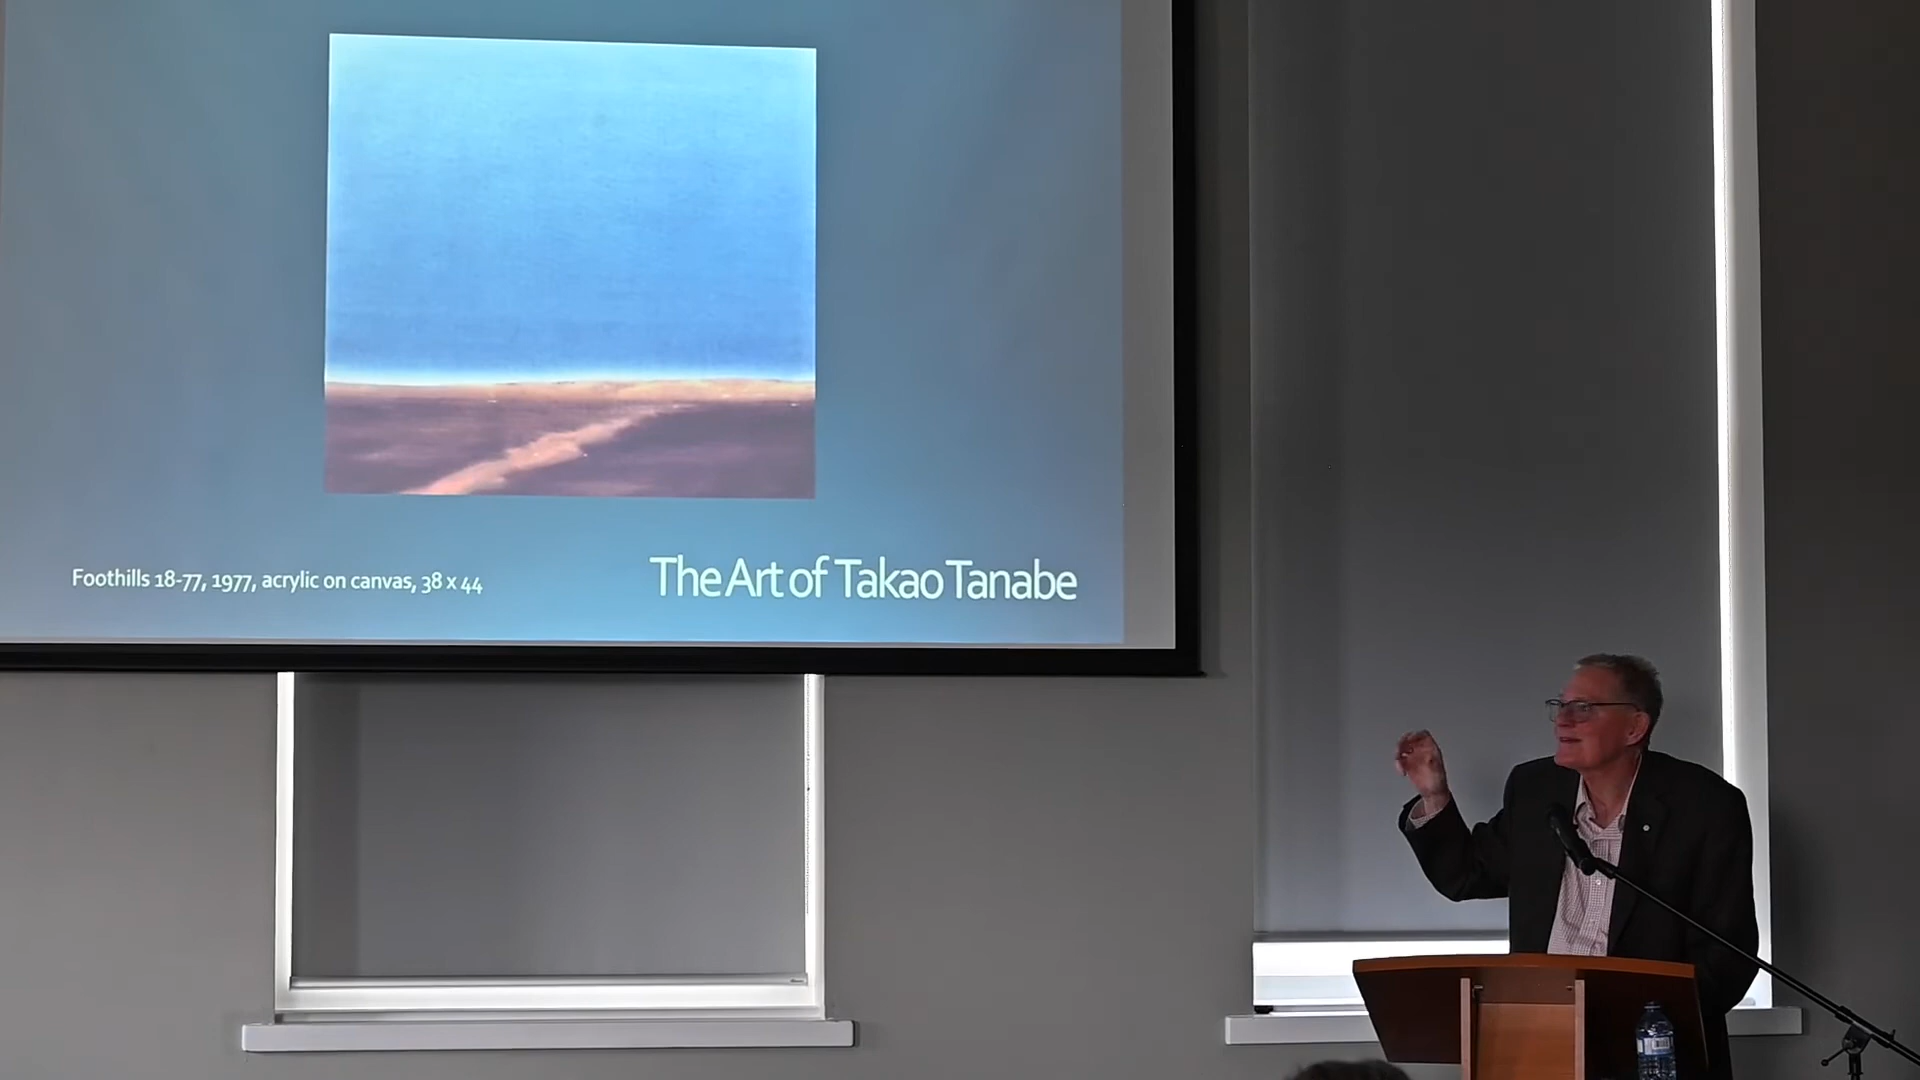 Foothills 18-77, 1977, acrylic on canvas, 38 x 44
The Art of Takao Tanabe